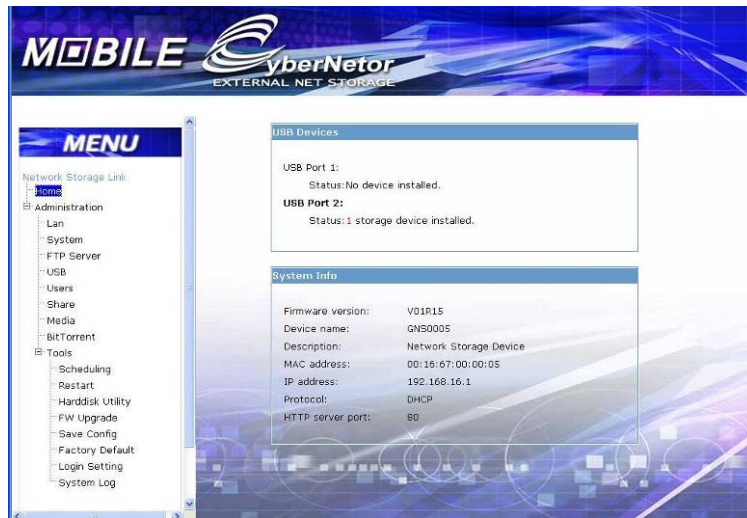 MOBILE CyberNetor
EXTERNAL NET STORAGE
MENU
Network Storage Link
Home
Administration
Lan
System
FTP Server
USB
Users
Share
Media
BitTorrent
Tools
Scheduling
Restart
Harddisk Utility
FW Upgrade
Save Config
Factory Default
Login Setting
System Log
USB Devices
USB Port 1:
Status:No device installed.
USB Port 2:
Status:1 storage device installed.
System Info
Firmware version: V01R15
Device name: GNS0005
Description: Network Storage Device
MAC address: 00:16:67:00:00:05
IP address: 192.168.16.1
Protocol: DHCP
HTTP server port: 80